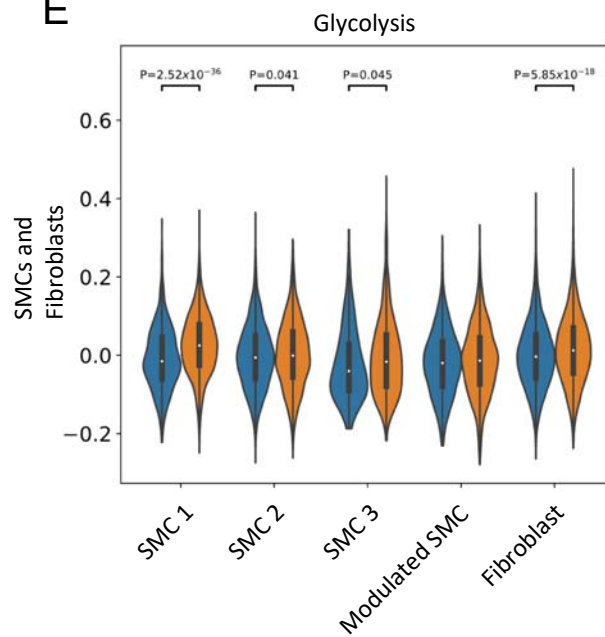 E
Glycolysis
P=2.52x10⁻³⁶ P=0.041 P=0.045 P=5.85x10⁻¹⁸
0.6
0.4
0.2
0.0
−0.2
SMCs and
Fibroblasts
SMC 1
SMC 2
SMC 3
Modulated SMC
Fibroblast